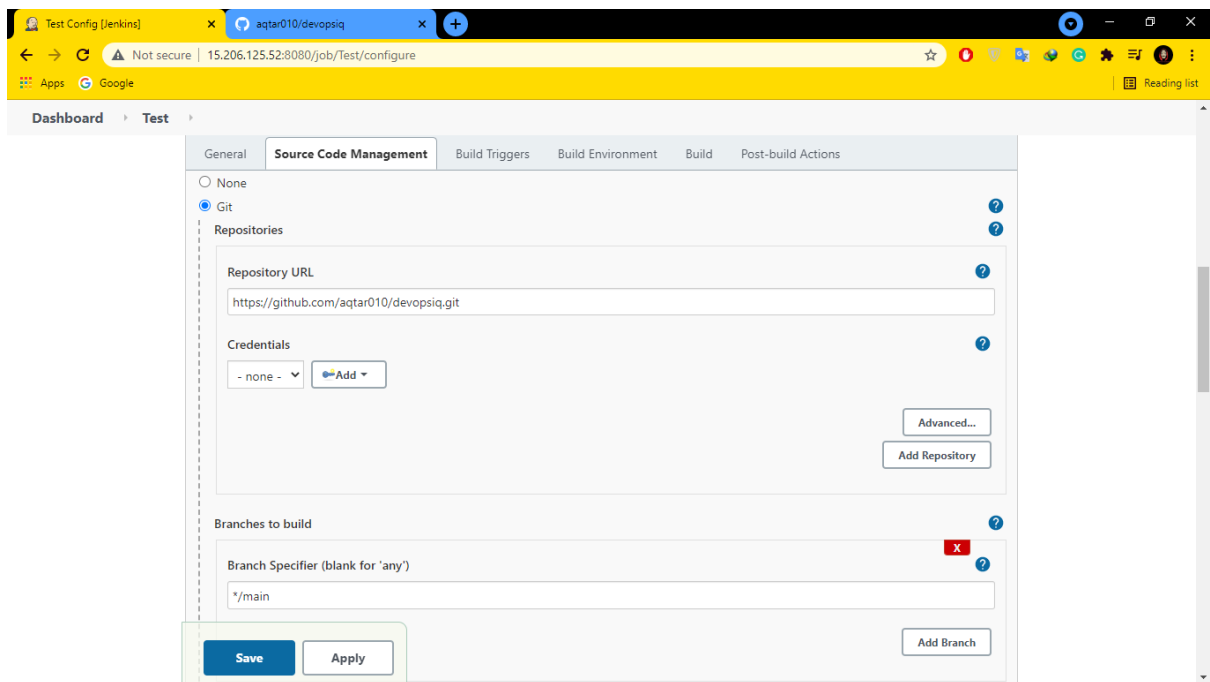 Test Config [Jenkins] × aqtar010/devopsiq × +
Not secure | 15.206.125.52:8080/job/Test/configure
Apps G Google Reading list
Dashboard Test
General Source Code Management Build Triggers Build Environment Build Post-build Actions
None
Git ?
Repositories ?
Repository URL ?
https://github.com/aqtar010/devopsiq.git
Credentials ?
- none - Add
Advanced...
Add Repository
Branches to build ?
X
Branch Specifier (blank for 'any') ?
*/main
Add Branch
Save Apply